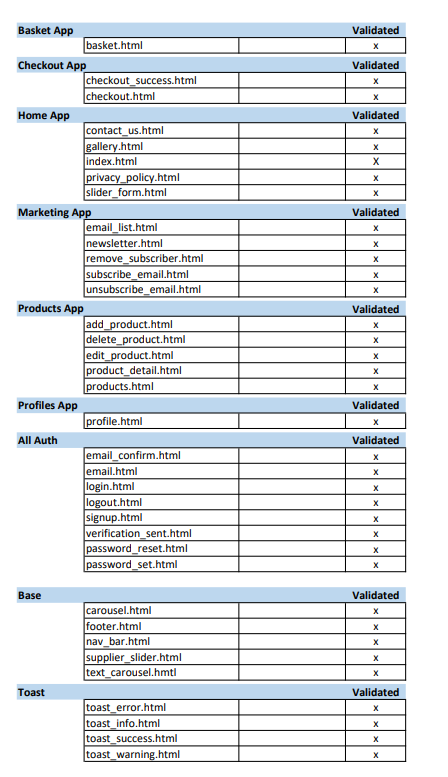 Basket App Validated
basket.html x
Checkout App Validated
checkout_success.html x
checkout.html x
Home App Validated
contact_us.html x
gallery.html x
index.html X
privacy_policy.html x
slider_form.html x
Marketing App Validated
email_list.html x
newsletter.html x
remove_subscriber.html x
subscribe_email.html x
unsubscribe_email.html x
Products App Validated
add_product.html x
delete_product.html x
edit_product.html x
product_detail.html x
products.html x
Profiles App Validated
profile.html x
All Auth Validated
email_confirm.html x
email.html x
login.html x
logout.html x
signup.html x
verification_sent.html x
password_reset.html x
password_set.html x
Base Validated
carousel.html x
footer.html x
nav_bar.html x
supplier_slider.html x
text_carousel.hmtl x
Toast Validated
toast_error.html x
toast_info.html x
toast_success.html x
toast_warning.html x